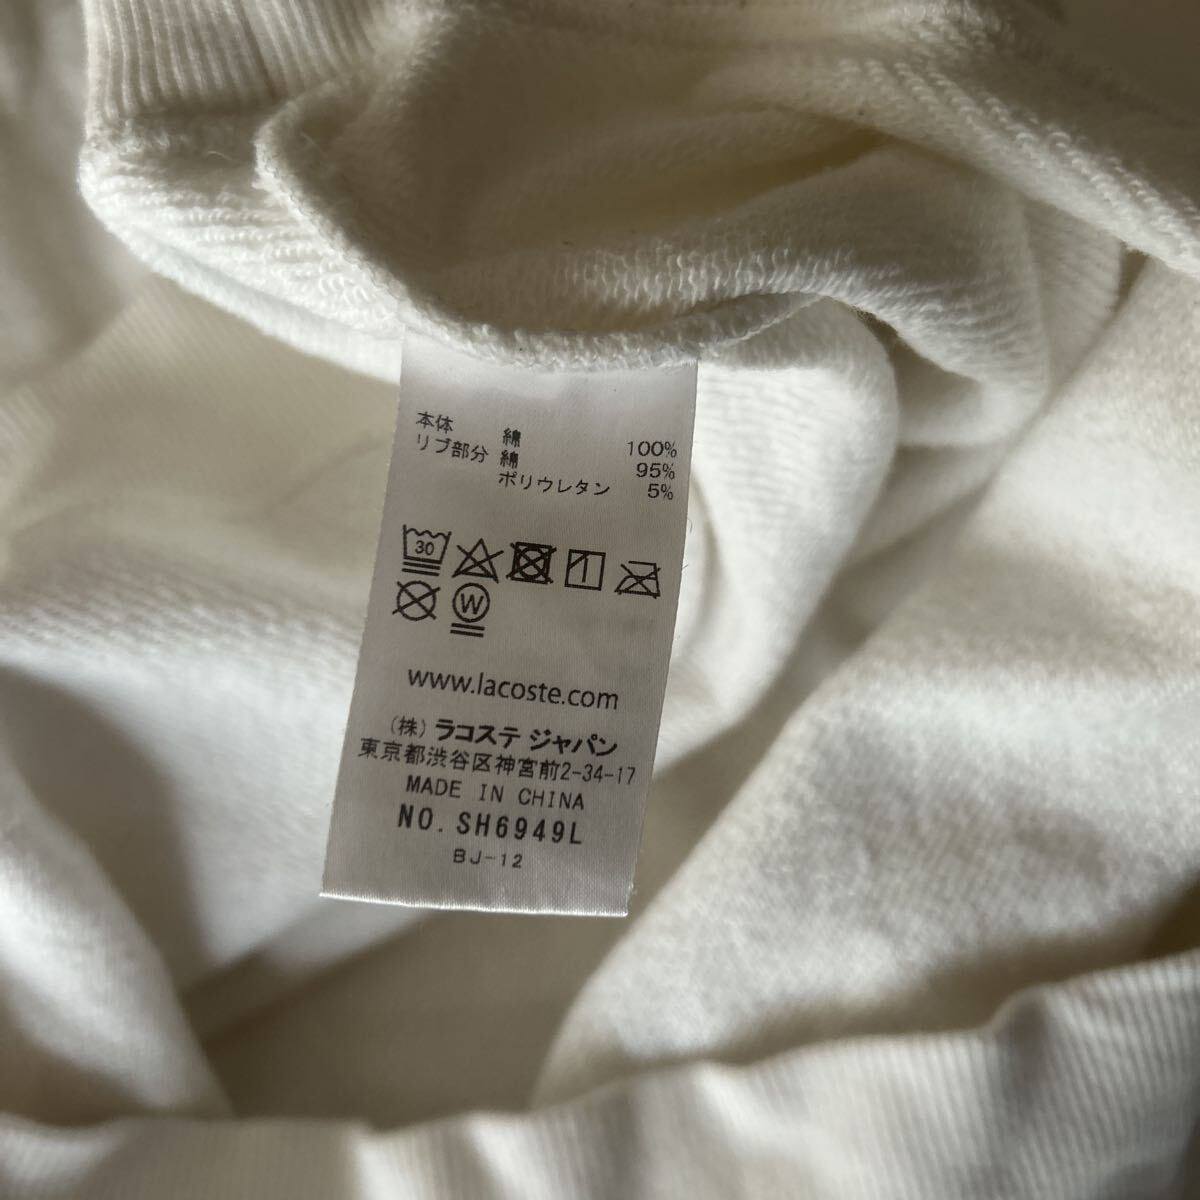 本体 綿 100%
リブ部分 綿 95%
ポリウレタン 5%
30
W
www.lacoste.com
(株) ラコステ ジャパン
東京都渋谷区神宮前2-34-17
MADE IN CHINA
NO. SH6949L
BJ-12